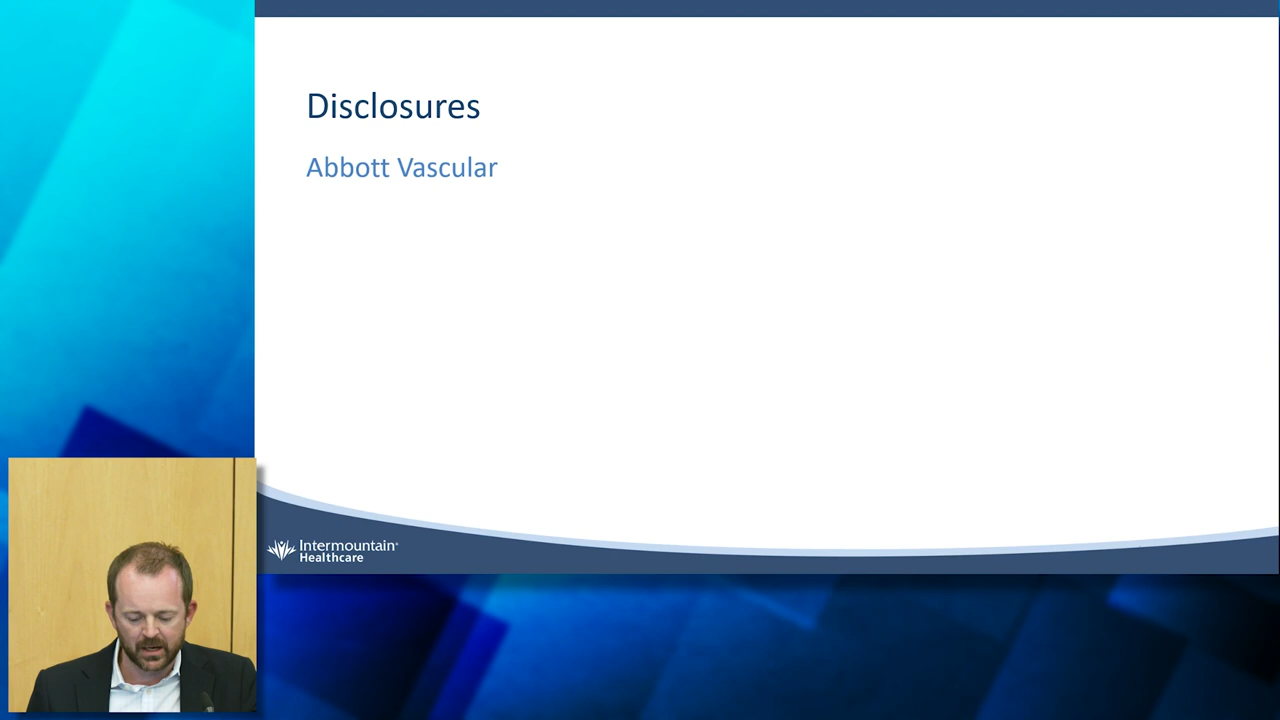 Disclosures
Abbott Vascular
Intermountain
Healthcare